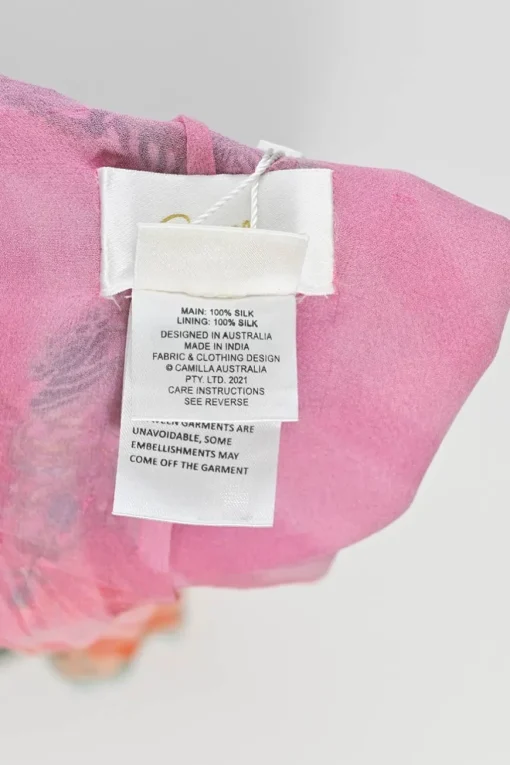 MAIN: 100% SILK
LINING: 100% SILK
DESIGNED IN AUSTRALIA
MADE IN INDIA
FABRIC & CLOTHING DESIGN
© CAMILLA AUSTRALIA
PTY. LTD. 2021
CARE INSTRUCTIONS
SEE REVERSE
GARMENTS ARE
UNAVOIDABLE, SOME
EMBELLISHMENTS MAY
COME OFF THE GARMENT